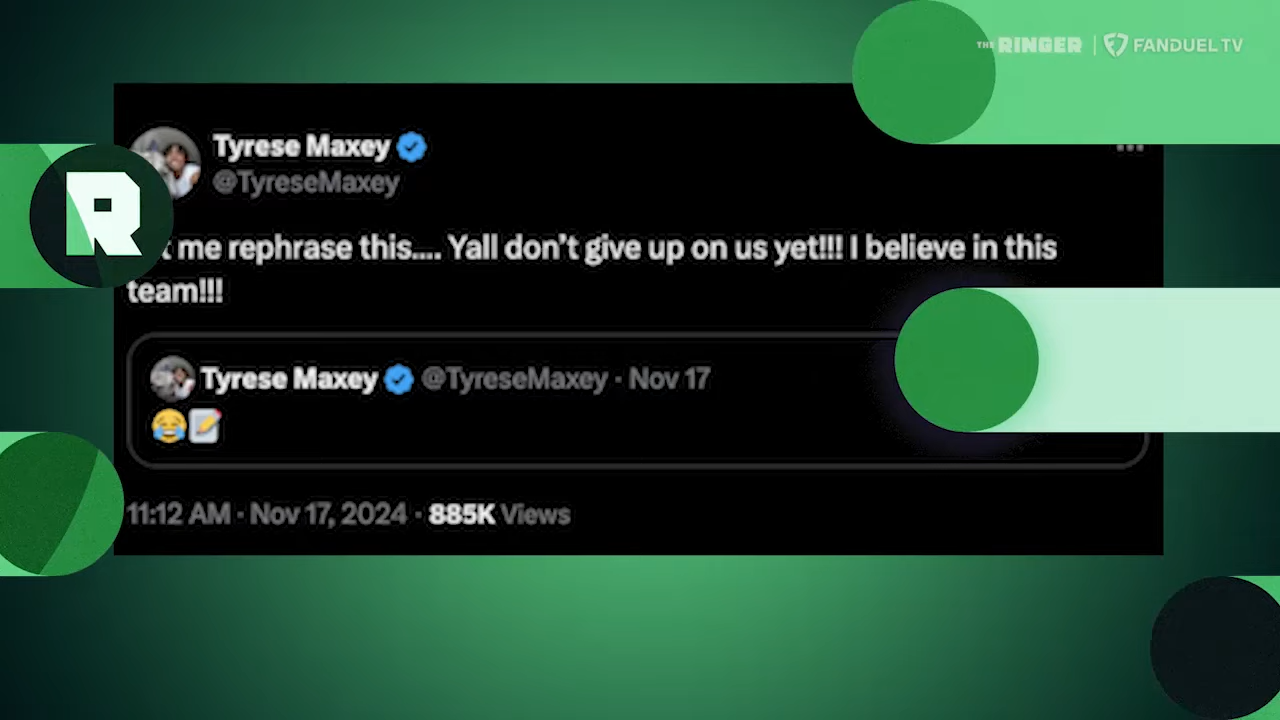 THE RINGER | FANDUEL TV
Tyrese Maxey
@TyreseMaxey
R
t me rephrase this.... Yall don't give up on us yet!!! I believe in this
team!!!
Tyrese Maxey @TyreseMaxey · Nov 17
😂📝
11:12 AM · Nov 17, 2024 · 885K Views